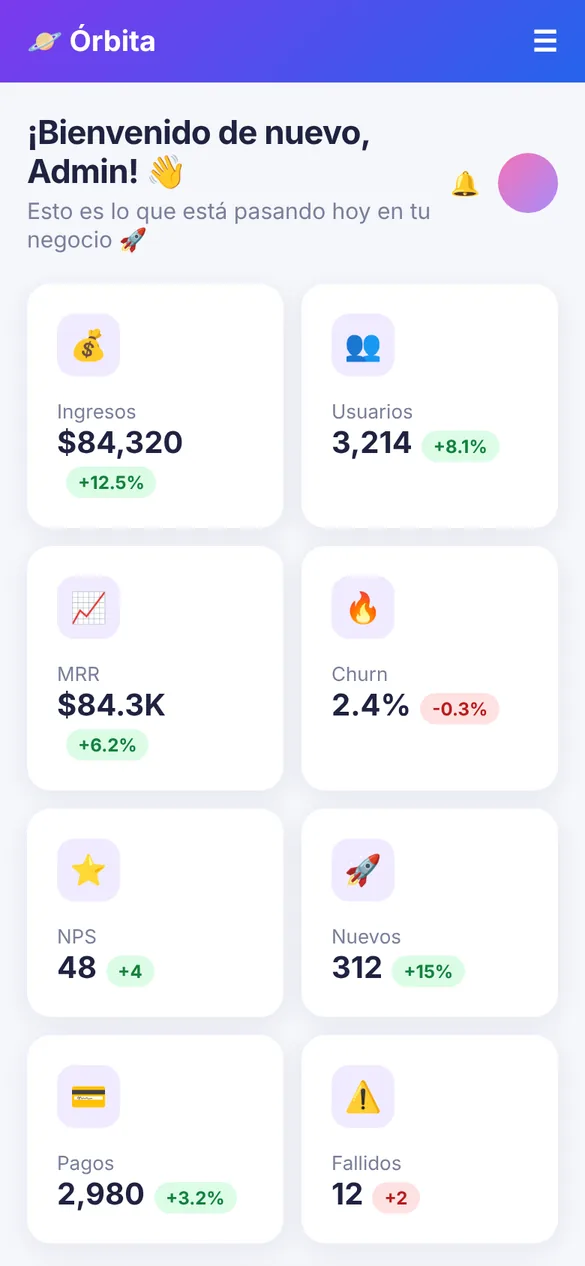 🪐 Órbita
☰
¡Bienvenido de nuevo,
Admin! 👋
Esto es lo que está pasando hoy en tu
negocio 🚀
Ingresos
$84,320
+12.5%
Usuarios
3,214 +8.1%
MRR
$84.3K
+6.2%
Churn
2.4% -0.3%
NPS
48 +4
Nuevos
312 +15%
Pagos
2,980 +3.2%
Fallidos
12 +2